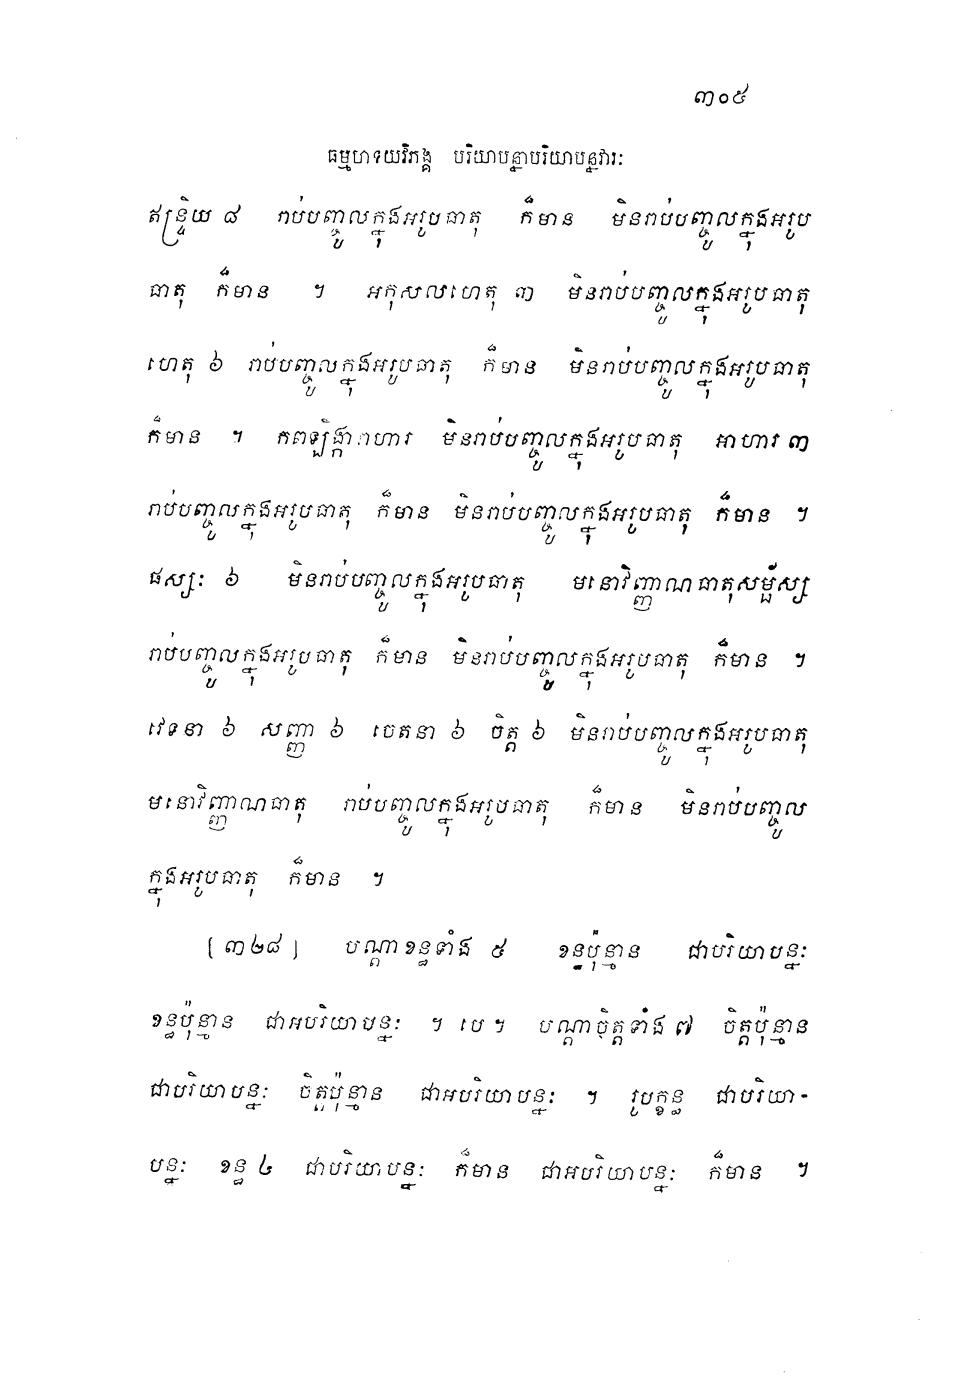 ៣០៥
ធម្មហទយវិភង្គ បរិយាបន្នាបរិយាបន្នវារៈ
ឥន្ទ្រិយ ៨ រាប់បញ្ចូលក្នុងអរូបធាតុ ក៏មាន មិនរាប់បញ្ចូលក្នុងអរូប
ធាតុ ក៏មាន ។ អកុសលហេតុ ៣ មិនរាប់បញ្ចូលក្នុងអរូបធាតុ
ហេតុ ៦ រាប់បញ្ចូលក្នុងអរូបធាតុ ក៏មាន មិនរាប់បញ្ចូលក្នុងអរូបធាតុ
ក៏មាន ។ កពឡិង្ការាហារ មិនរាប់បញ្ចូលក្នុងអរូបធាតុ អាហារ ៣
រាប់បញ្ចូលក្នុងអរូបធាតុ ក៏មាន មិនរាប់បញ្ចូលក្នុងអរូបធាតុ ក៏មាន ។
ផស្សៈ ៦ មិនរាប់បញ្ចូលក្នុងអរូបធាតុ មនោវិញ្ញាណធាតុសម្ផ័ស្ស
រាប់បញ្ចូលក្នុងអរូបធាតុ ក៏មាន មិនរាប់បញ្ចូលក្នុងអរូបធាតុ ក៏មាន ។
វេទនា ៦ សញ្ញា ៦ ចេតនា ៦ ចិត្ត ៦ មិនរាប់បញ្ចូលក្នុងអរូបធាតុ
មនោវិញ្ញាណធាតុ រាប់បញ្ចូលក្នុងអរូបធាតុ ក៏មាន មិនរាប់បញ្ចូល
ក្នុងអរូបធាតុ ក៏មាន ។
[៣២៨] បណ្តាខន្ធទាំង ៥ ខន្ធប៉ុន្មាន ជាបរិយាបន្នៈ
ខន្ធប៉ុន្មាន ជាអបរិយាបន្នៈ ។ បេ ។ បណ្តាចិត្តទាំង ៧ ចិត្តប៉ុន្មាន
ជាបរិយាបន្នៈ ចិត្តប៉ុន្មាន ជាអបរិយាបន្នៈ ។ រូបក្ខន្ធ ជាបរិយា-
បន្នៈ ខន្ធ ៤ ជាបរិយាបន្នៈ ក៏មាន ជាអបរិយាបន្នៈ ក៏មាន ។